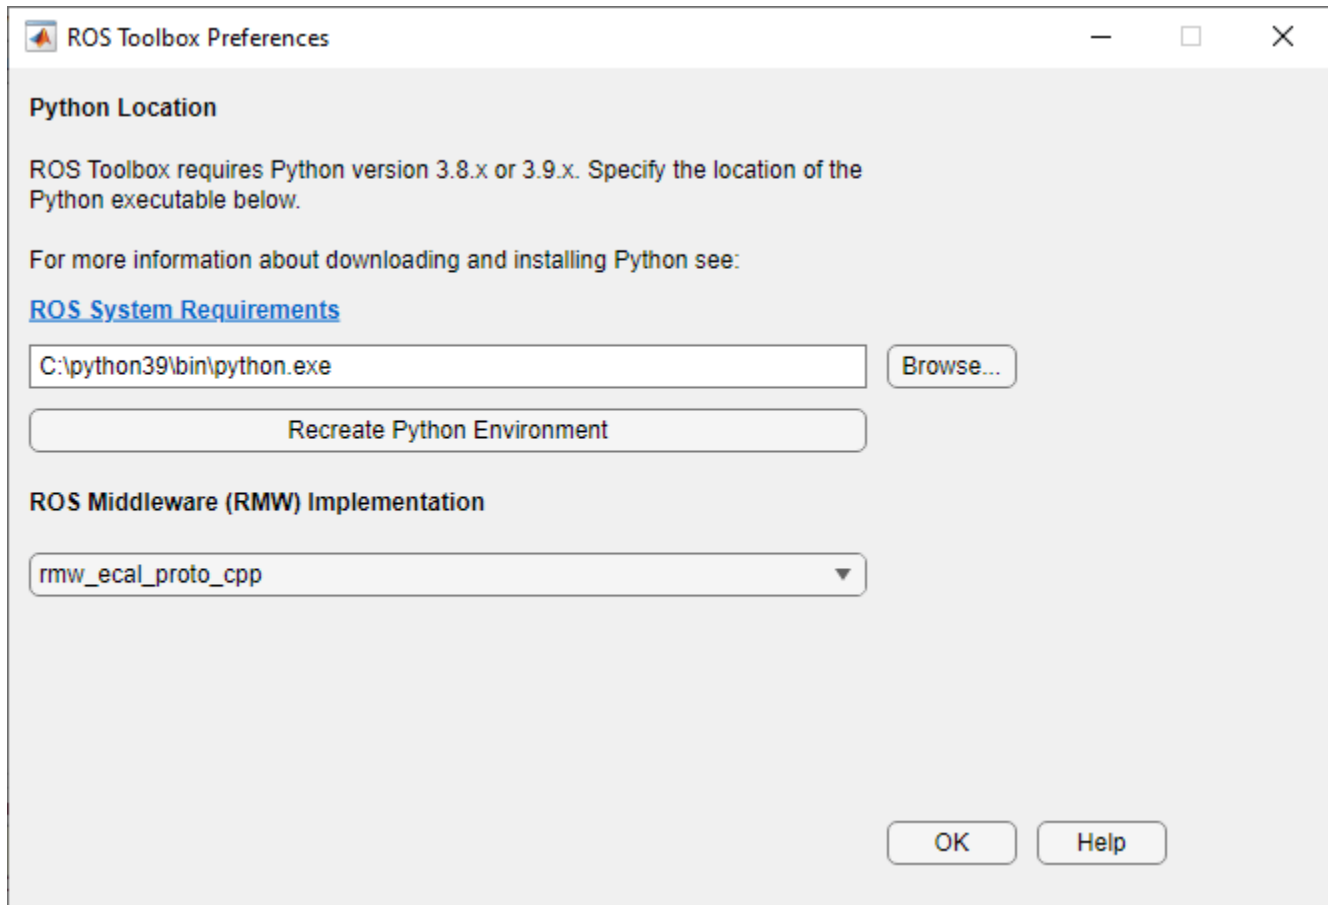 ROS Toolbox Preferences
Python Location
ROS Toolbox requires Python version 3.8.x or 3.9.x. Specify the location of the
Python executable below.
For more information about downloading and installing Python see:
ROS System Requirements
C:\python39\bin\python.exe
Browse...
Recreate Python Environment
ROS Middleware (RMW) Implementation
rmw_ecal_proto_cpp
OK
Help